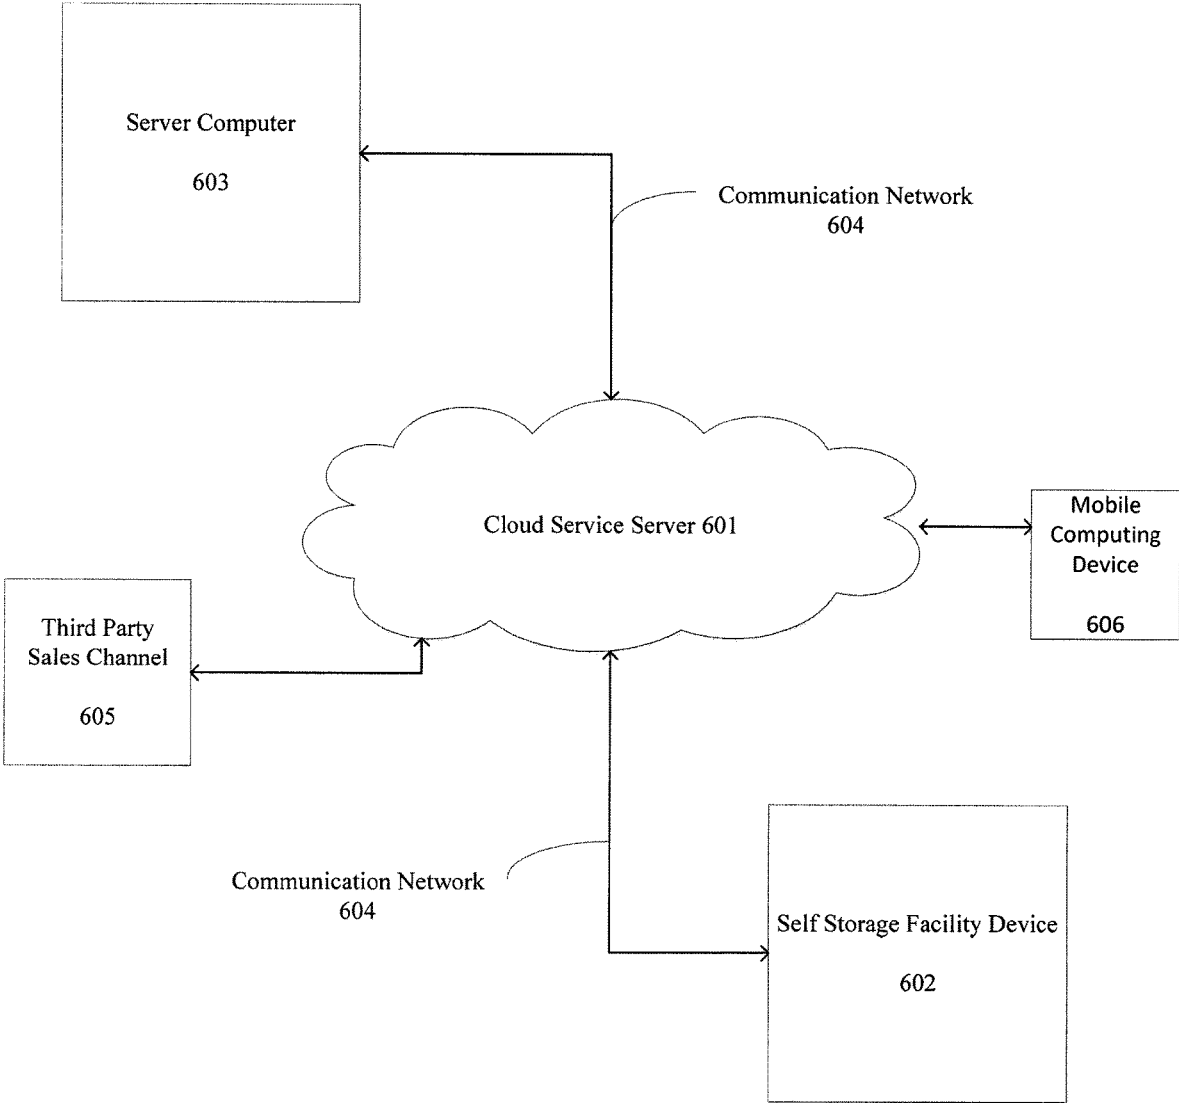 Server Computer
603
Communication Network
604
Cloud Service Server 601
Mobile
Computing
Device
606
Third Party
Sales Channel
605
Communication Network
604
Self Storage Facility Device
602